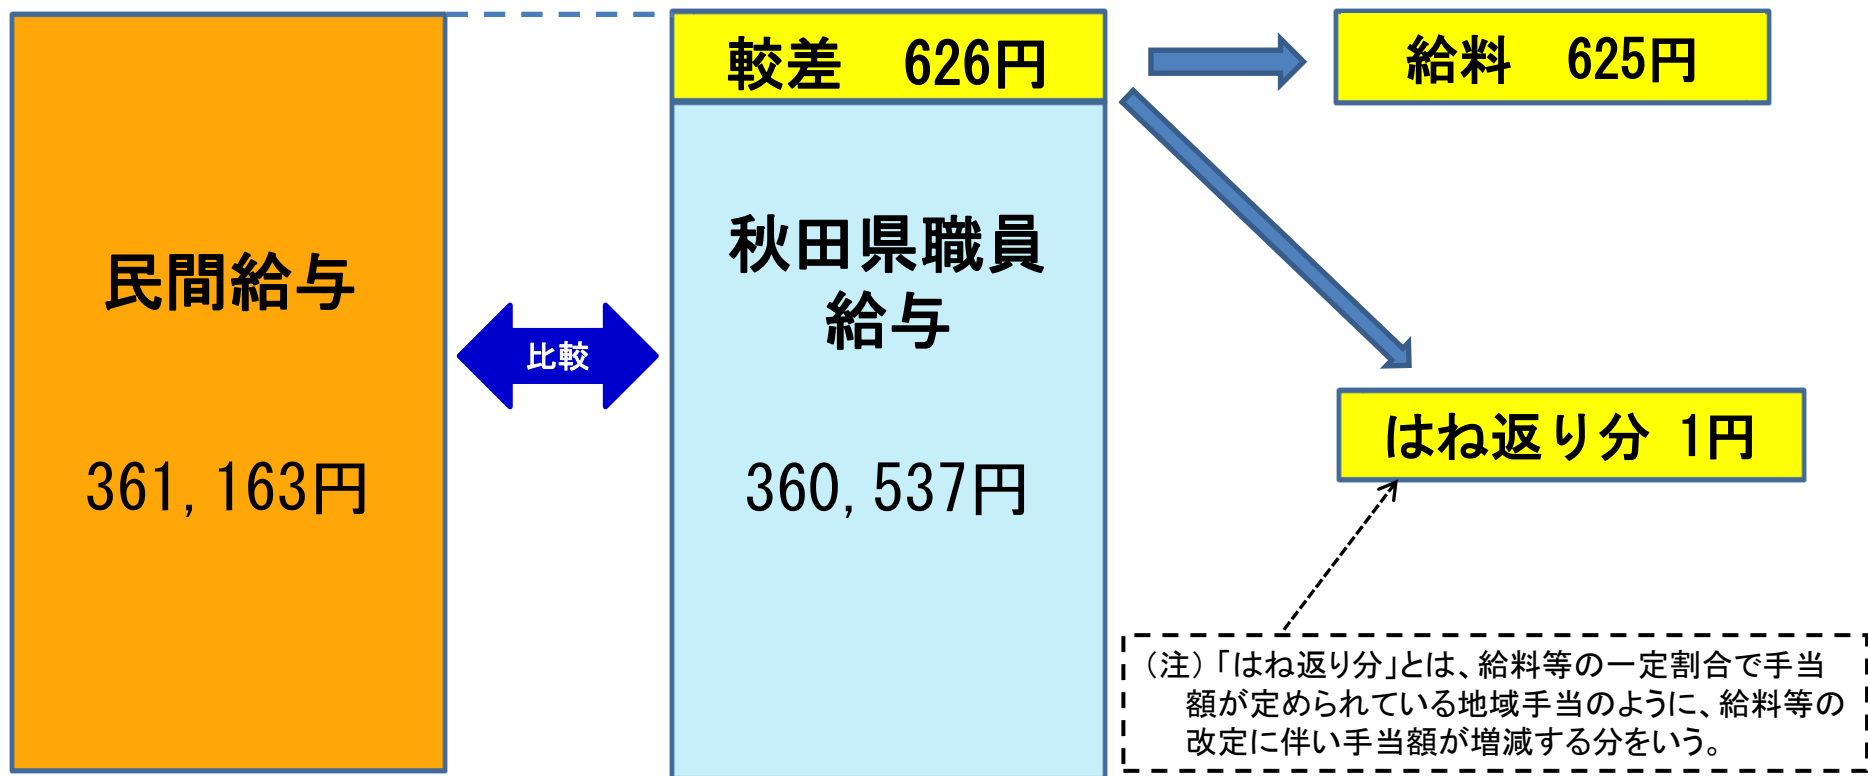 民間給与
361,163円
比較
較差　626円
秋田県職員
給与
360,537円
給料　625円
はね返り分 1円
（注）「はね返り分」とは、給料等の一定割合で手当
額が定められている地域手当のように、給料等の
改定に伴い手当額が増減する分をいう。